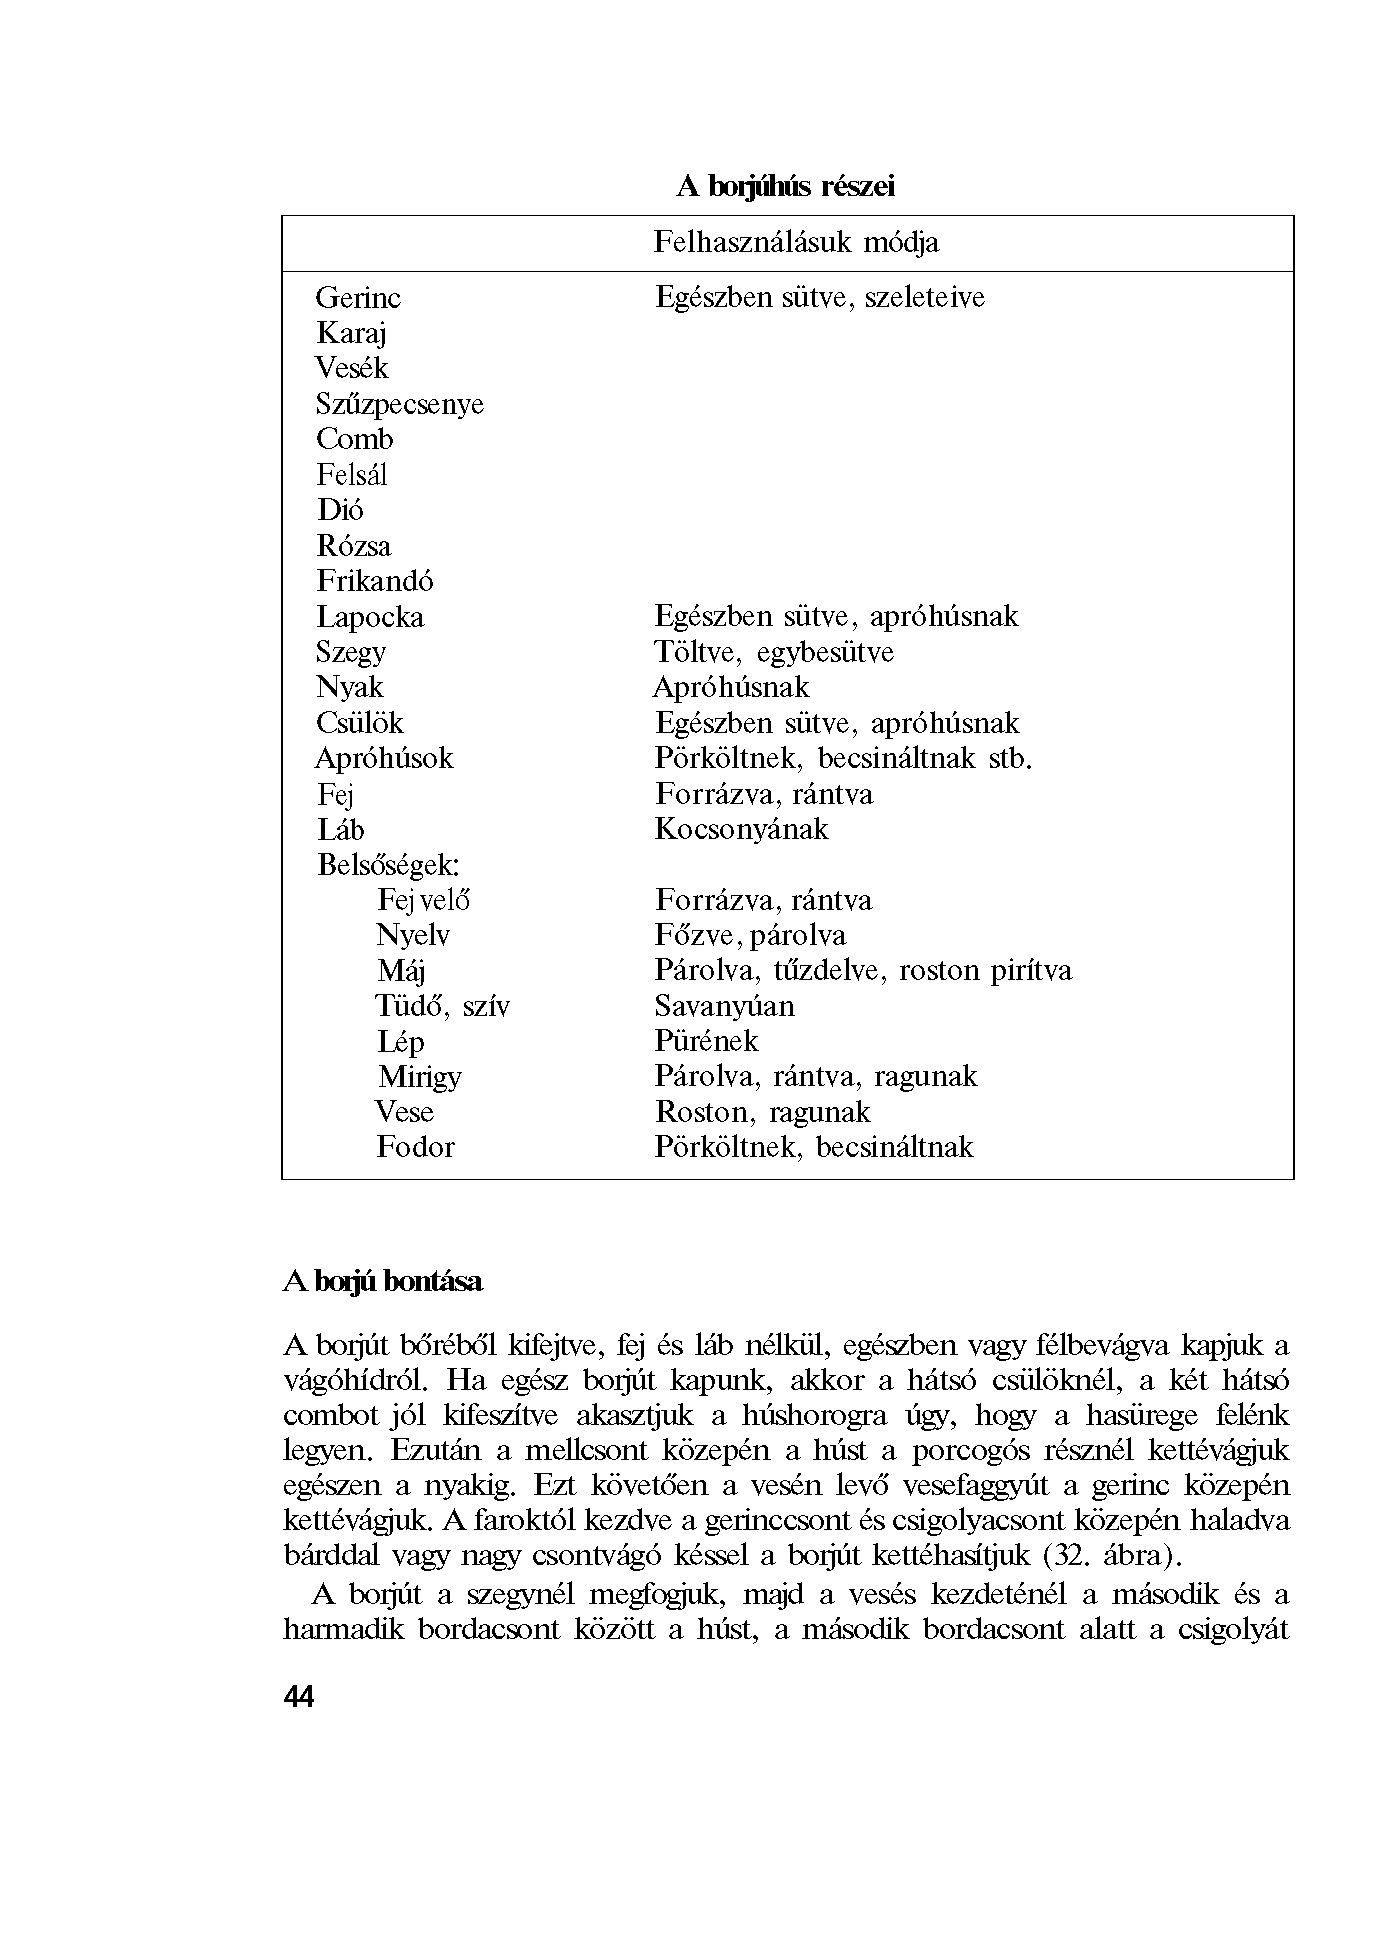 A borjúhús részei
Felhasználásuk módja
Gerinc Egészben sütve, szeleteive
Karaj
Vesék
Szűzpecsenye
Comb
Felsál
Dió
Rózsa
Frikandó
Lapocka Egészben sütve, apróhúsnak
Szegy Töltve, egybesütve
Nyak Apróhúsnak
Csülök Egészben sütve, apróhúsnak
Apróhúsok Pörköltnek, becsináltnak stb.
Fej Forrázva, rántva
Láb Kocsonyának
Belsőségek:
Fej velő Forrázva, rántva
Nyelv Főzve, párolva
Máj Párolva, tűzdelve, roston pirítva
Tüdő, szív Savanyúan
Lép Pürének
Mirigy Párolva, rántva, ragunak
Vese Roston, ragunak
Fodor Pörköltnek, becsináltnak
A borjú bontása
A borjút bőréből kifejtve, fej és láb nélkül, egészben vagy félbevágva kapjuk a
vágóhídról. Ha egész borjút kapunk, akkor a hátsó csülöknél, a két hátsó
combot jól kifeszítve akasztjuk a húshorogra úgy, hogy a hasürege felénk
legyen. Ezután a mellcsont közepén a húst a porcogós résznél kettévágjuk
egészen a nyakig. Ezt követően a vesén levő vesefaggyút a gerinc közepén
kettévágjuk. A faroktól kezdve a gerinccsont és csigolyacsont közepén haladva
bárddal vagy nagy csontvágó késsel a borjút kettéhasítjuk (32. ábra).
A borjút a szegynél megfogjuk, majd a vesés kezdeténél a második és a
harmadik bordacsont között a húst, a második bordacsont alatt a csigolyát
44